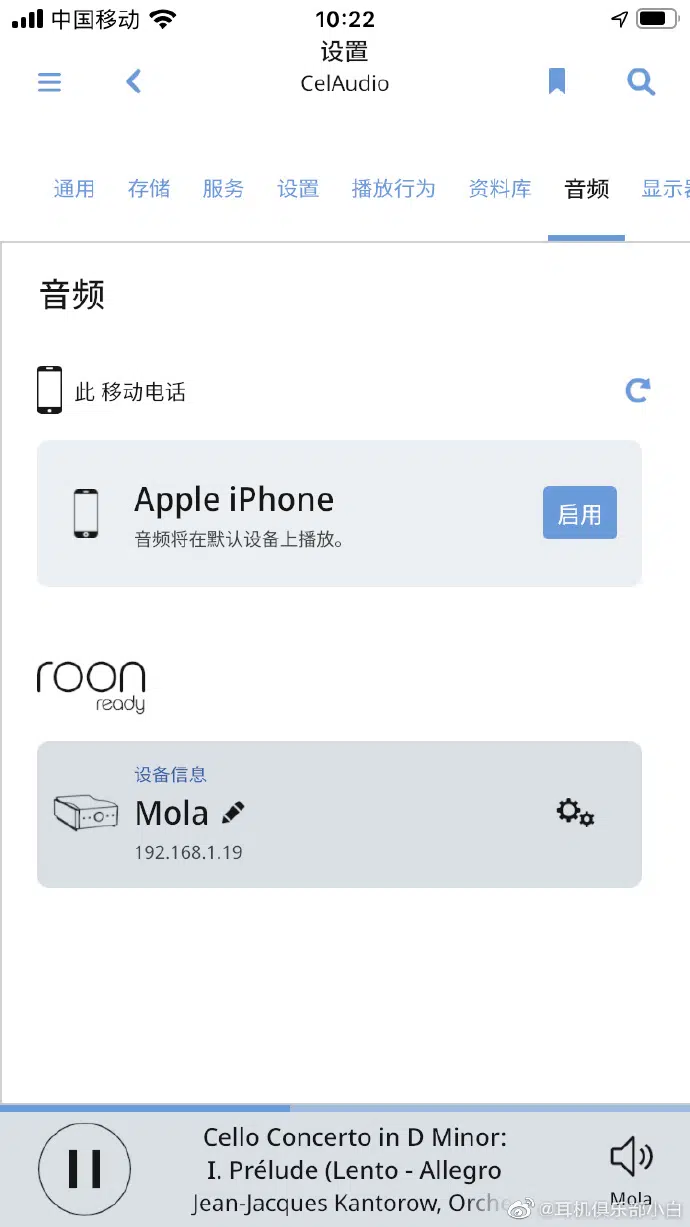 中国移动
10:22
设置
CelAudio
通用 存储 服务 设置 播放行为 资料库 音频 显示器
音频
此 移动电话
Apple iPhone
音频将在默认设备上播放。
启用
roon
ready
设备信息
Mola
192.168.1.19
Cello Concerto in D Minor:
I. Prélude (Lento - Allegro
Jean-Jacques Kantorow, Orche
Mola
@耳机俱乐部小白